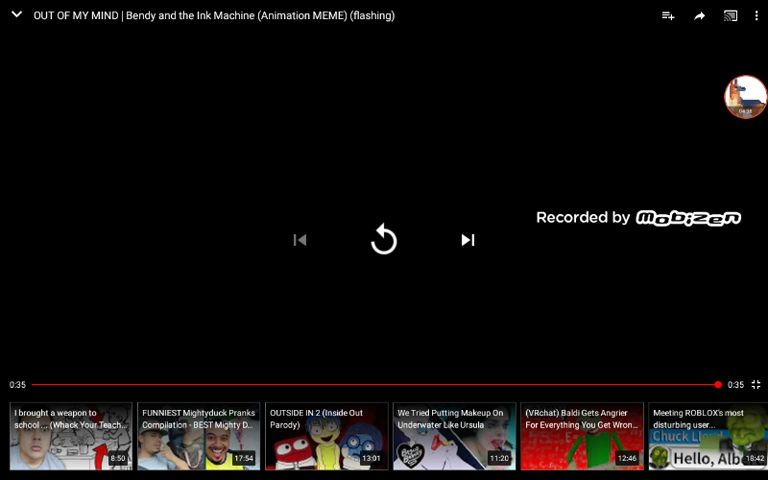 OUT OF MY MIND | Bendy and the Ink Machine (Animation MEME) (flashing)
Recorded by mobizen
0:35
0:35
I brought a weapon to
school ... (Whack Your Teach...
8:50
FUNNIEST Mightyduck Pranks
Compilation - BEST Mighty D...
17:54
OUTSIDE IN 2 (Inside Out
Parody)
13:01
We Tried Putting Makeup On
Underwater Like Ursula
11:20
(VRchat) Baldi Gets Angrier
For Everything You Get Wron...
12:46
Meeting ROBLOX's most
disturbing user...
Chuck Ll
Hello, Alb
18:42